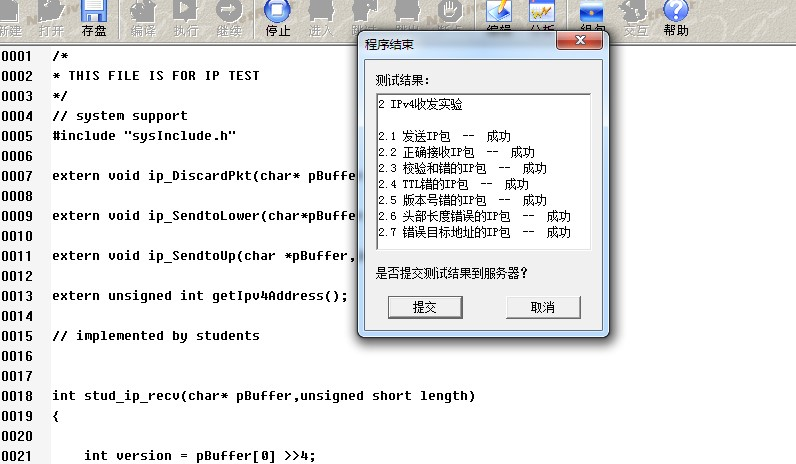 新建 打开 存盘 编译 执行 继续 停止 进入 编辑 分析 交互 帮助
0001 /*
0002 * THIS FILE IS FOR IP TEST
0003 */
0004 // system support
0005 #include "sysInclude.h"
0006
0007 extern void ip_DiscardPkt(char* pBuffe
0008
0009 extern void ip_SendtoLower(char*pBuffe
0010
0011 extern void ip_SendtoUp(char *pBuffer,
0012
0013 extern unsigned int getIpv4Address();
0014
0015 // implemented by students
0016
0017
0018 int stud_ip_recv(char* pBuffer,unsigned short length)
0019 {
0020
0021 int version = pBuffer[0] >>4;
程序结束
测试结果:
2 IPv4收发实验
2.1 发送IP包 -- 成功
2.2 正确接收IP包 -- 成功
2.3 校验和错的IP包 -- 成功
2.4 TTL错的IP包 -- 成功
2.5 版本号错的IP包 -- 成功
2.6 头部长度错误的IP包 -- 成功
2.7 错误目标地址的IP包 -- 成功
是否提交测试结果到服务器?
提交 取消